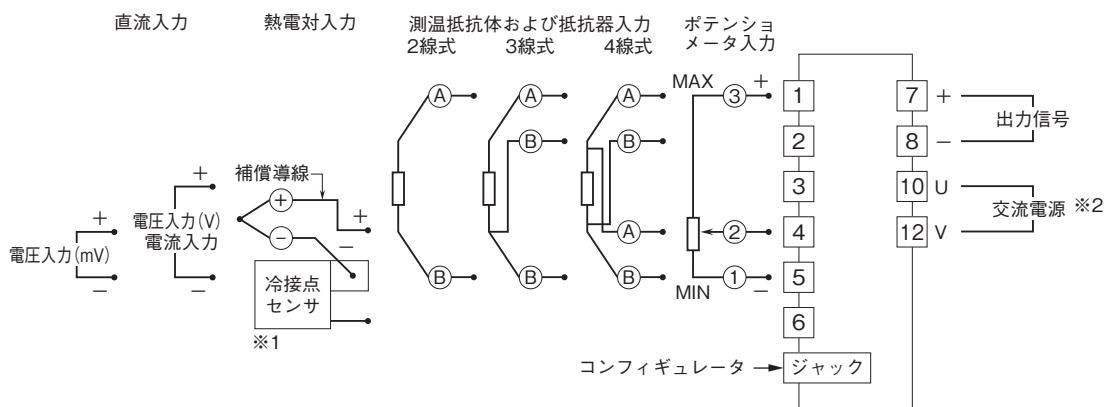 直流入力
熱電対入力
測温抵抗体および抵抗器入力
2線式
3線式
4線式
ポテンショ
メータ入力
電圧入力(mV)
+
−
電圧入力(V)
電流入力
+
−
補償導線
+
−
+
−
冷接点
センサ
※1
A
B
A
B
B
A
B
A
B
MAX
3
+
2
MIN
1
−
1
2
3
4
5
6
7
+
8
−
出力信号
10
U
12
V
交流電源 ※2
コンフィギュレータ
ジャック